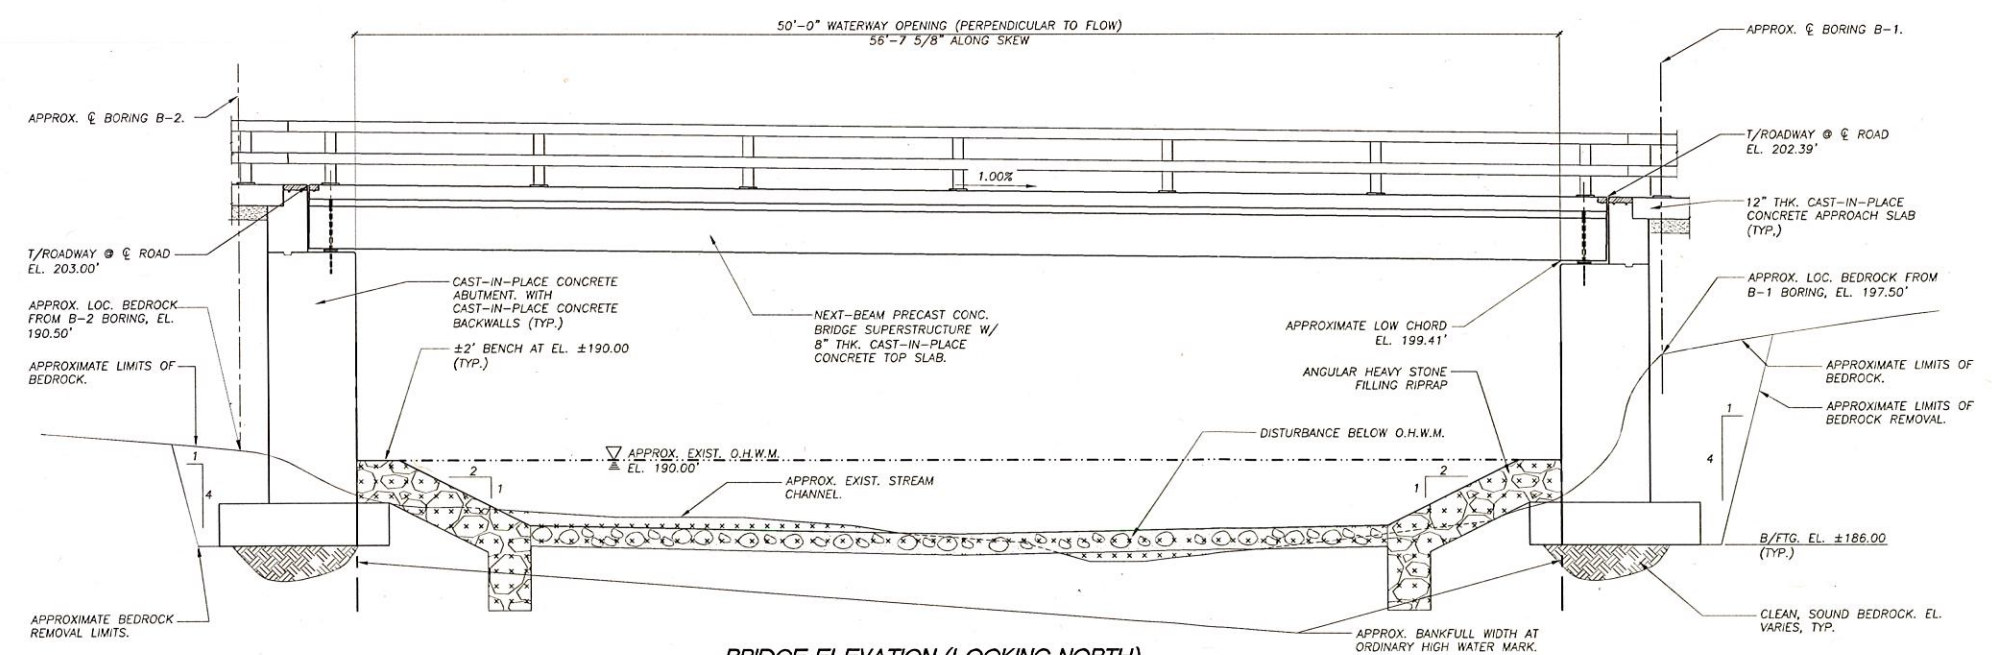 50'-0" WATERWAY OPENING (PERPENDICULAR TO FLOW)
56'-7 5/8" ALONG SKEW
APPROX. ℄ BORING B-1.
APPROX. ℄ BORING B-2.
T/ROADWAY @ ℄ ROAD
EL. 202.39'
1.00%
12" THK. CAST-IN-PLACE
CONCRETE APPROACH SLAB
(TYP,)
T/ROADWAY @ ℄ ROAD
EL. 203.00'
CAST-IN-PLACE CONCRETE
ABUTMENT. WITH
CAST-IN-PLACE CONCRETE
BACKWALLS (TYP.)
APPROX. LOC. BEDROCK FROM
B-1 BORING, EL. 197.50'
APPROX. LOC. BEDROCK
FROM B-2 BORING, EL.
190.50'
NEXT-BEAM PRECAST CONC.
BRIDGE SUPERSTRUCTURE W/
8" THK. CAST-IN-PLACE
CONCRETE TOP SLAB.
APPROXIMATE LOW CHORD
EL. 199.41'
±2' BENCH AT EL. ±190.00
(TYP.)
APPROXIMATE LIMITS OF
BEDROCK.
ANGULAR HEAVY STONE
FILLING RIPRAP
APPROXIMATE LIMITS OF
BEDROCK.
APPROXIMATE LIMITS OF
BEDROCK REMOVAL.
1
4
DISTURBANCE BELOW O.H.W.M.
APPROX. EXIST. O.H.W.M.
EL. 190.00'
1
4
2
1
2
1
APPROX. EXIST. STREAM
CHANNEL.
B/FTG. EL. ±186.00
(TYP.)
APPROXIMATE BEDROCK
REMOVAL LIMITS.
CLEAN, SOUND BEDROCK. EL.
VARIES, TYP.
APPROX. BANKFULL WIDTH AT
ORDINARY HIGH WATER MARK.
BRIDGE ELEVATION (LOOKING NORTH)